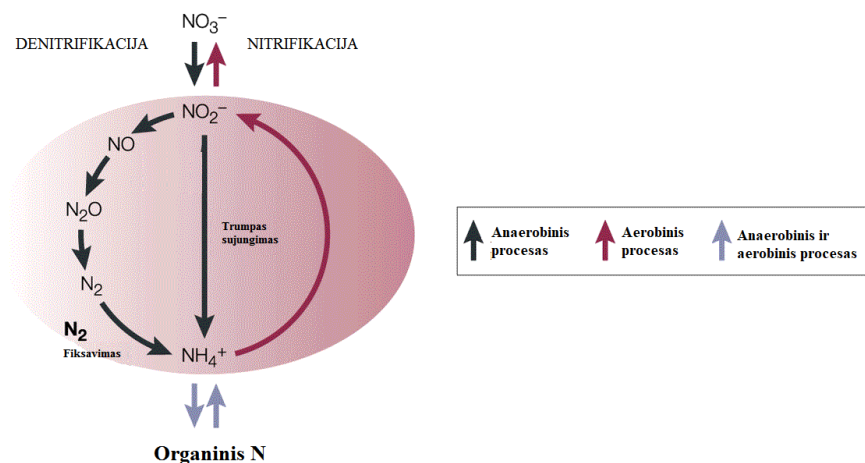 NO₃⁻
DENITRIFIKACIJA
NITRIFIKACIJA
NO₂⁻
NO
N₂O
Trumpas
sujungimas
N₂
N₂
Fiksavimas
NH₄⁺
Organinis N
Anaerobinis
procesas
Aerobinis
procesas
Anaerobinis ir
aerobinis procesas